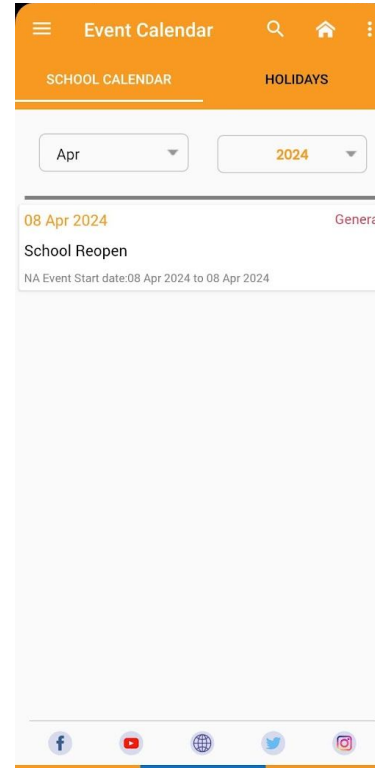 Event Calendar
SCHOOL CALENDAR HOLIDAYS
Apr 2024
08 Apr 2024 Genera
School Reopen
NA Event Start date:08 Apr 2024 to 08 Apr 2024